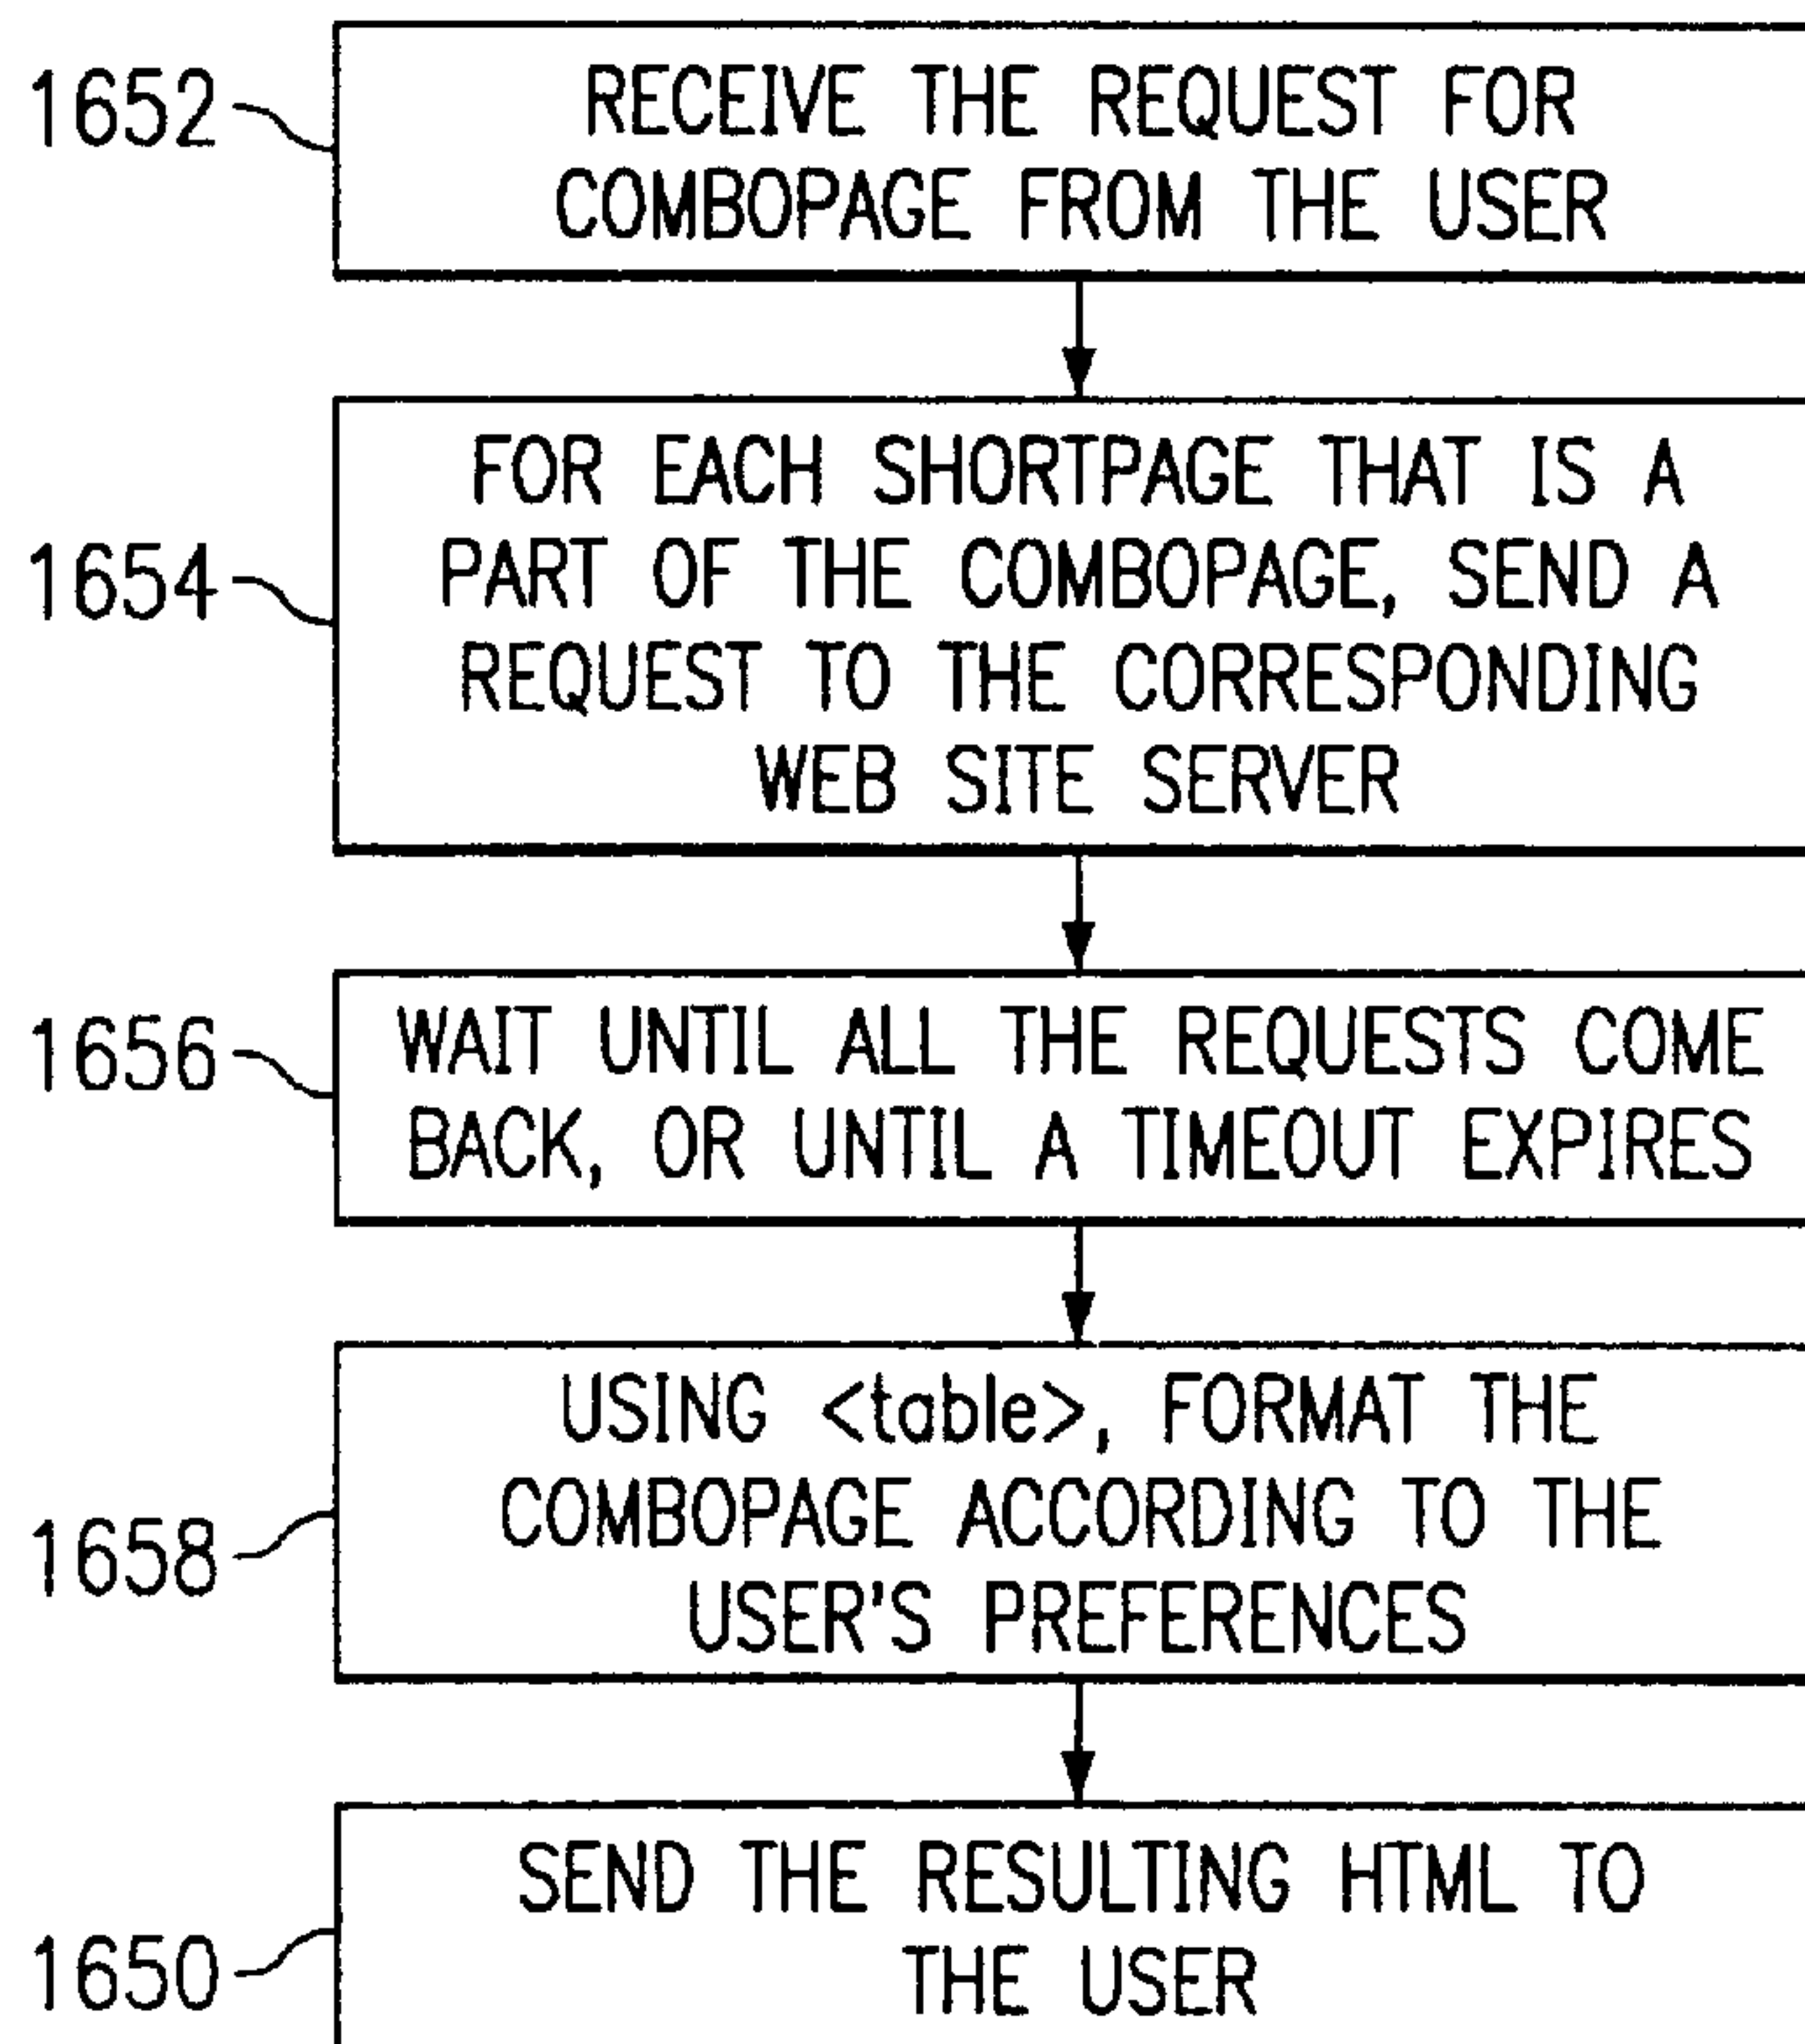 1652
RECEIVE THE REQUEST FOR
COMBOPAGE FROM THE USER
1654
FOR EACH SHORTPAGE THAT IS A
PART OF THE COMBOPAGE, SEND A
REQUEST TO THE CORRESPONDING
WEB SITE SERVER
1656
WAIT UNTIL ALL THE REQUESTS COME
BACK, OR UNTIL A TIMEOUT EXPIRES
1658
USING <table>, FORMAT THE
COMBOPAGE ACCORDING TO THE
USER'S PREFERENCES
1650
SEND THE RESULTING HTML TO
THE USER